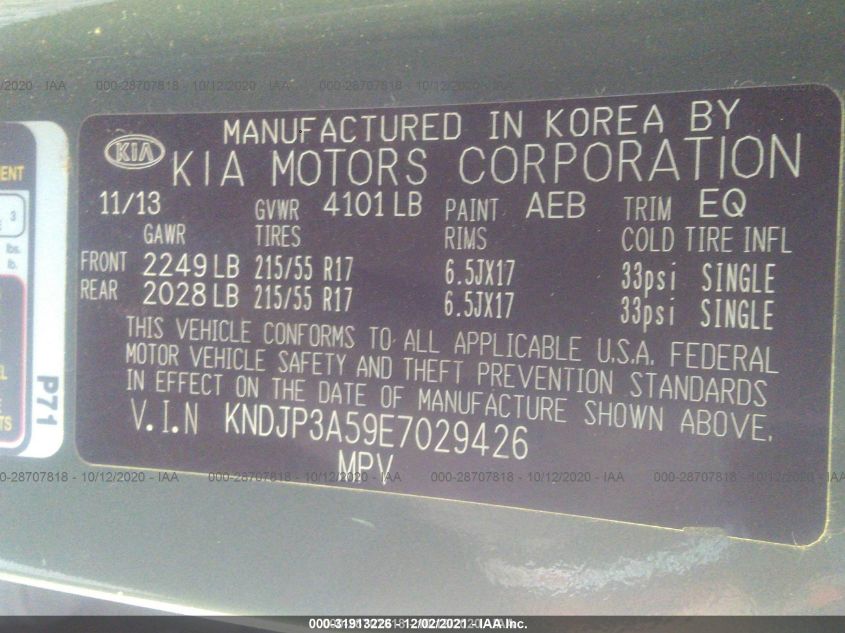 000-28707818 - 10/12/2020 - IAA
MANUFACTURED IN KOREA BY
KIA KIA MOTORS CORPORATION
11/13 GVWR 4101 LB PAINT AEB TRIM EQ
GAWR TIRES RIMS COLD TIRE INFL
FRONT 2249 LB 215/55 R17 6.5JX17 33psi SINGLE
REAR 2028 LB 215/55 R17 6.5JX17 33psi SINGLE
THIS VEHICLE CONFORMS TO ALL APPLICABLE U.S.A. FEDERAL
MOTOR VEHICLE SAFETY AND THEFT PREVENTION STANDARDS
IN EFFECT ON THE DATE OF MANUFACTURE SHOWN ABOVE.
V.I.N KNDJP3A59E7029426
MPV
P71
3
lbs.
lb.
000-28707818 - 10/12/2020 - IAA
000-31913226 - 12/02/2021 - IAA Inc.